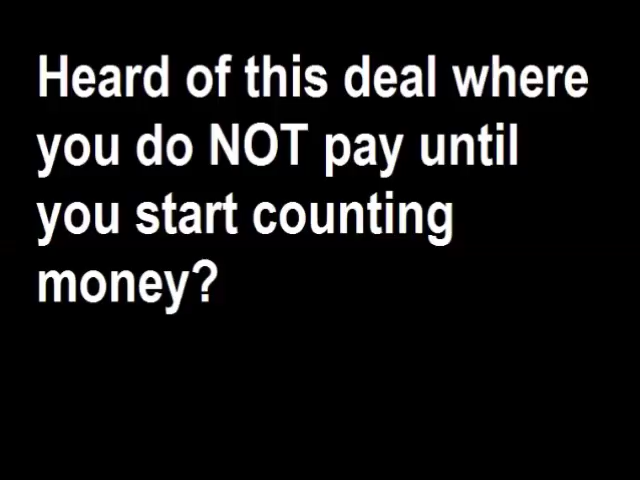 Heard of this deal where
you do NOT pay until
you start counting
money?